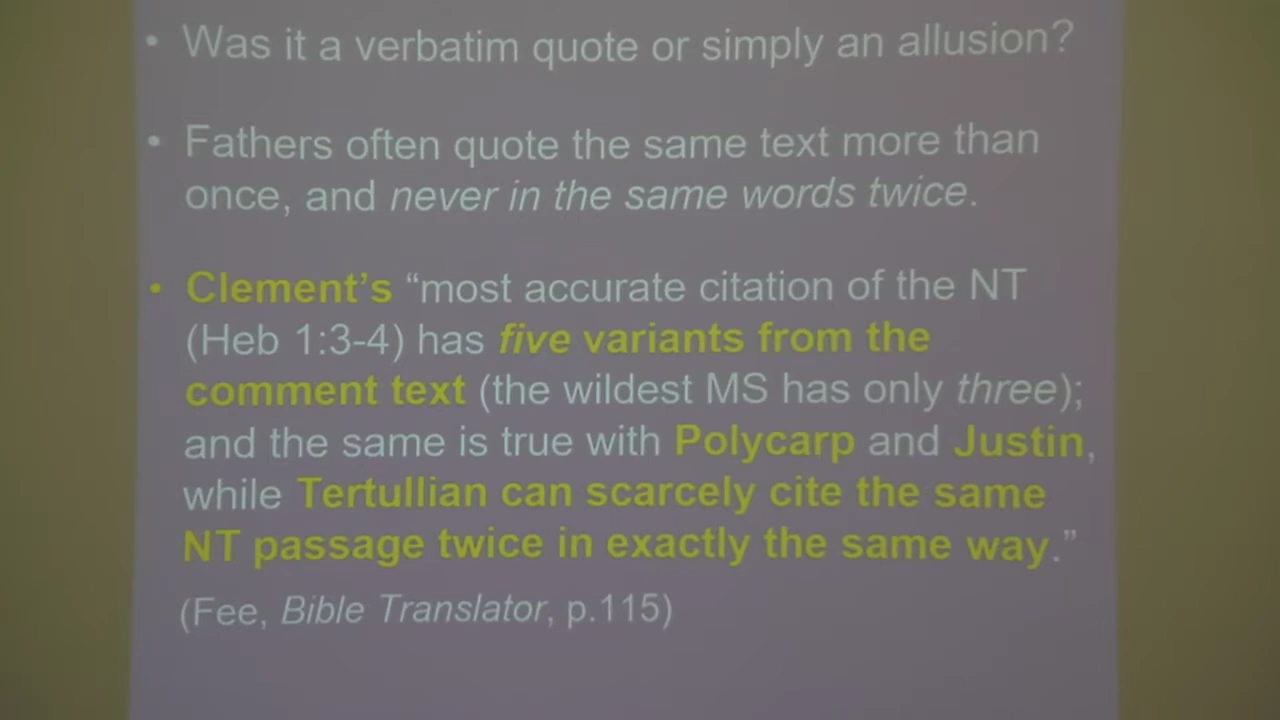 • Was it a verbatim quote or simply an allusion?
• Fathers often quote the same text more than
once, and never in the same words twice.
• Clement's “most accurate citation of the NT
(Heb 1:3-4) has five variants from the
comment text (the wildest MS has only three);
and the same is true with Polycarp and Justin,
while Tertullian can scarcely cite the same
NT passage twice in exactly the same way.”
(Fee, Bible Translator, p.115)